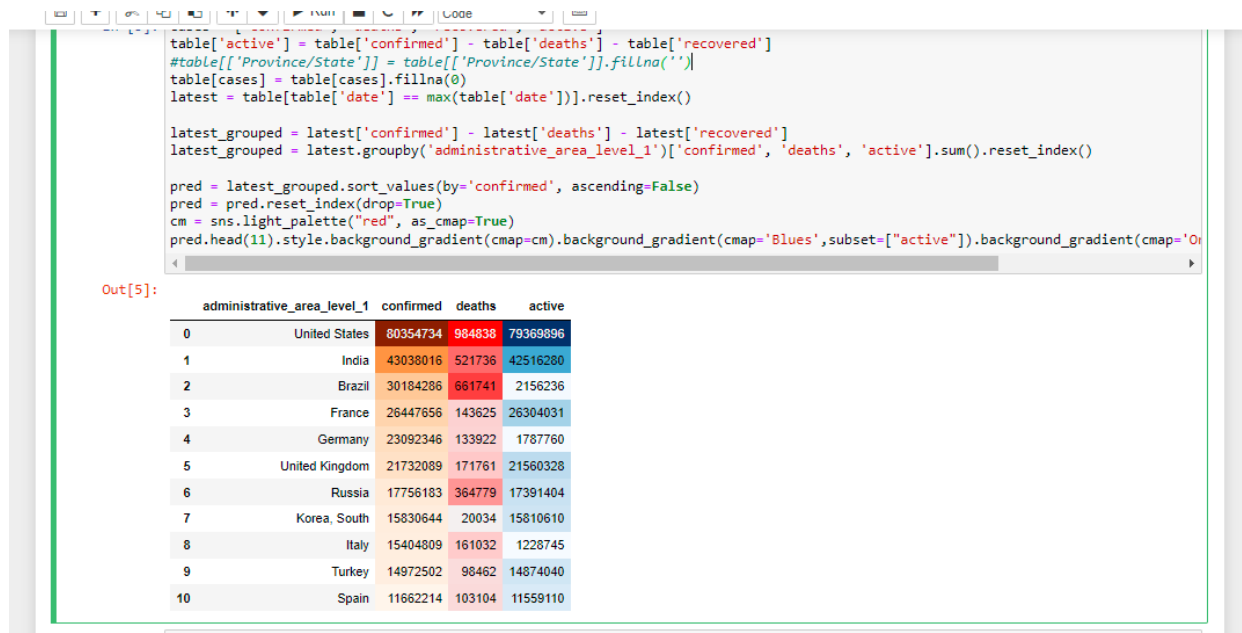 Run
Code
table['active'] = table['confirmed'] - table['deaths'] - table['recovered']
#table[['Province/State']] = table[['Province/State']].fillna('')
table[cases] = table[cases].fillna(0)
latest = table[table['date'] == max(table['date'])].reset_index()
latest_grouped = latest['confirmed'] - latest['deaths'] - latest['recovered']
latest_grouped = latest.groupby('administrative_area_level_1')['confirmed', 'deaths', 'active'].sum().reset_index()
pred = latest_grouped.sort_values(by='confirmed', ascending=False)
pred = pred.reset_index(drop=True)
cm = sns.light_palette("red", as_cmap=True)
pred.head(11).style.background_gradient(cmap=cm).background_gradient(cmap='Blues',subset=["active"]).background_gradient(cmap='Or
Out[5]:
administrative_area_level_1 confirmed deaths active
0 United States 80354734 984838 79369896
1 India 43038016 521736 42516280
2 Brazil 30184286 661741 2156236
3 France 26447656 143625 26304031
4 Germany 23092346 133922 1787760
5 United Kingdom 21732089 171761 21560328
6 Russia 17756183 364779 17391404
7 Korea, South 15830644 20034 15810610
8 Italy 15404809 161032 1228745
9 Turkey 14972502 98462 14874040
10 Spain 11662214 103104 11559110